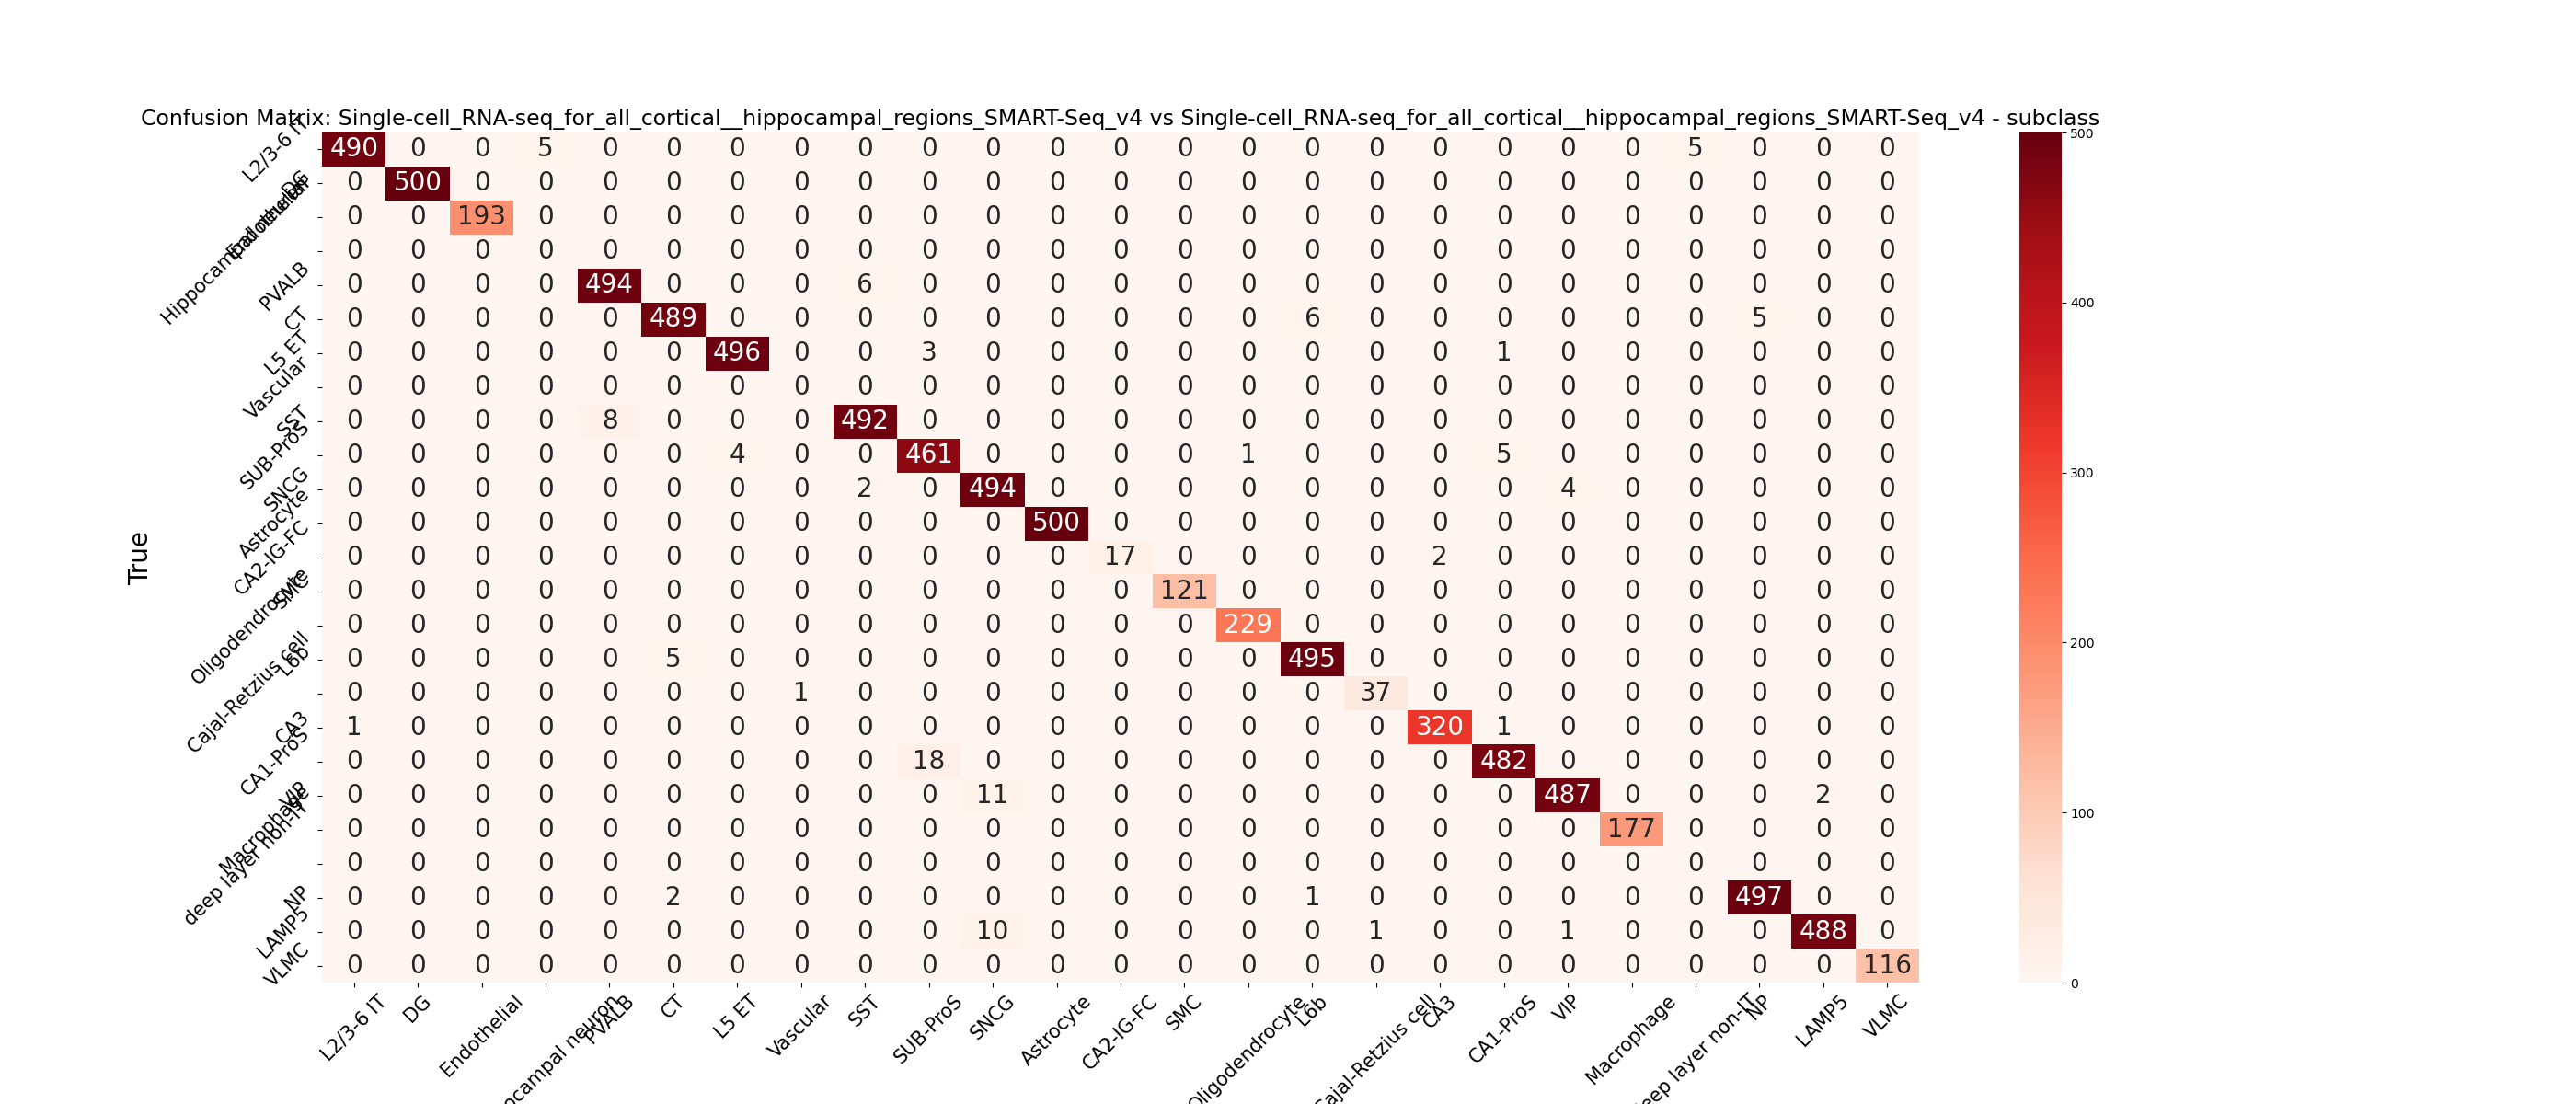 Confusion Matrix: Single-cell_RNA-seq_for_all_cortical__hippocampal_regions_SMART-Seq_v4 vs Single-cell_RNA-seq_for_all_cortical__hippocampal_regions_SMART-Seq_v4 - subclass
True
L2/3-6 IT 490 0 0 5 0 0 0 0 0 0 0 0 0 0 0 0 0 0 0 0 0 5 0 0 0
DG 0 500 0 0 0 0 0 0 0 0 0 0 0 0 0 0 0 0 0 0 0 0 0 0 0
Endothelial 0 0 193 0 0 0 0 0 0 0 0 0 0 0 0 0 0 0 0 0 0 0 0 0 0
Hippocampal neuron 0 0 0 0 0 0 0 0 0 0 0 0 0 0 0 0 0 0 0 0 0 0 0 0 0
PVALB 0 0 0 0 494 0 0 0 6 0 0 0 0 0 0 0 0 0 0 0 0 0 0 0 0
CT 0 0 0 0 0 489 0 0 0 0 0 0 0 0 0 6 0 0 0 0 0 0 5 0 0
L5 ET 0 0 0 0 0 0 496 0 0 3 0 0 0 0 0 0 0 0 1 0 0 0 0 0 0
Vascular 0 0 0 0 0 0 0 0 0 0 0 0 0 0 0 0 0 0 0 0 0 0 0 0 0
SST 0 0 0 0 8 0 0 0 492 0 0 0 0 0 0 0 0 0 0 0 0 0 0 0 0
SUB-ProS 0 0 0 0 0 0 4 0 0 461 0 0 0 0 1 0 0 0 5 0 0 0 0 0 0
SNCG 0 0 0 0 0 0 0 0 2 0 494 0 0 0 0 0 0 0 0 4 0 0 0 0 0
Astrocyte 0 0 0 0 0 0 0 0 0 0 0 500 0 0 0 0 0 0 0 0 0 0 0 0 0
CA2-IG-FC 0 0 0 0 0 0 0 0 0 0 0 0 17 0 0 0 0 2 0 0 0 0 0 0 0
SMC 0 0 0 0 0 0 0 0 0 0 0 0 0 121 0 0 0 0 0 0 0 0 0 0 0
Oligodendrocyte 0 0 0 0 0 0 0 0 0 0 0 0 0 0 229 0 0 0 0 0 0 0 0 0 0
L6b 0 0 0 0 0 5 0 0 0 0 0 0 0 0 0 495 0 0 0 0 0 0 0 0 0
Cajal-Retzius cell 0 0 0 0 0 0 0 1 0 0 0 0 0 0 0 0 37 0 0 0 0 0 0 0 0
CA3 1 0 0 0 0 0 0 0 0 0 0 0 0 0 0 0 0 320 1 0 0 0 0 0 0
CA1-ProS 0 0 0 0 0 0 0 0 0 18 0 0 0 0 0 0 0 0 482 0 0 0 0 0 0
VIP 0 0 0 0 0 0 0 0 0 0 11 0 0 0 0 0 0 0 0 487 0 0 0 2 0
Macrophage 0 0 0 0 0 0 0 0 0 0 0 0 0 0 0 0 0 0 0 0 177 0 0 0 0
deep layer non-IT 0 0 0 0 0 0 0 0 0 0 0 0 0 0 0 0 0 0 0 0 0 0 0 0 0
NP 0 0 0 0 0 2 0 0 0 0 0 0 0 0 0 1 0 0 0 0 0 0 497 0 0
LAMP5 0 0 0 0 0 0 0 0 0 0 10 0 0 0 0 0 1 0 0 1 0 0 0 488 0
VLMC 0 0 0 0 0 0 0 0 0 0 0 0 0 0 0 0 0 0 0 0 0 0 0 0 116
L2/3-6 IT DG Endothelial neuron PVALB CT L5 ET Vascular SST SUB-ProS SNCG Astrocyte CA2-IG-FC SMC Oligodendrocyte L6b Cajal-Retzius cell CA3 CA1-ProS VIP Macrophage layer non-IT NP LAMP5 VLMC
500
400
300
200
100
0